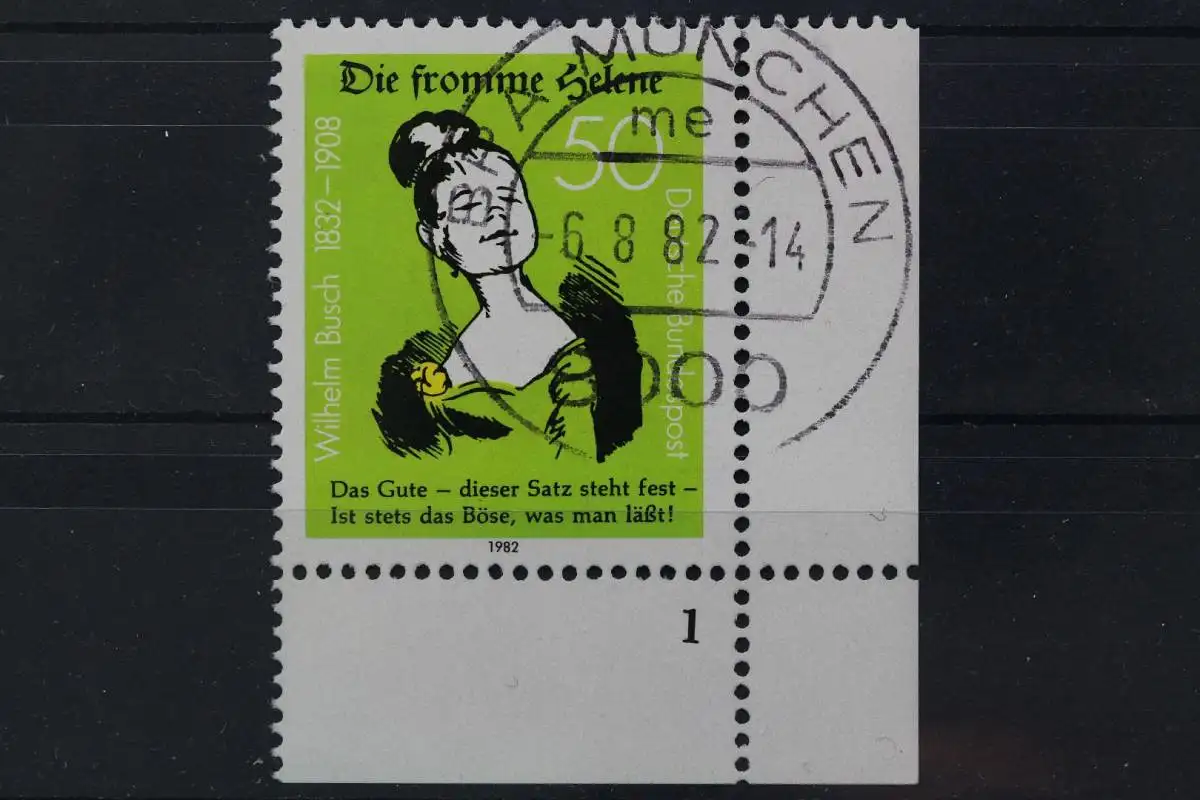 Die fromme Helene
50
Wilhelm Busch 1832–1908
Deutsche Bundespost
Das Gute – dieser Satz steht fest –
Ist stets das Böse, was man läßt!
1982
1
MÜNCHEN
me
-6.8.82-14
8000